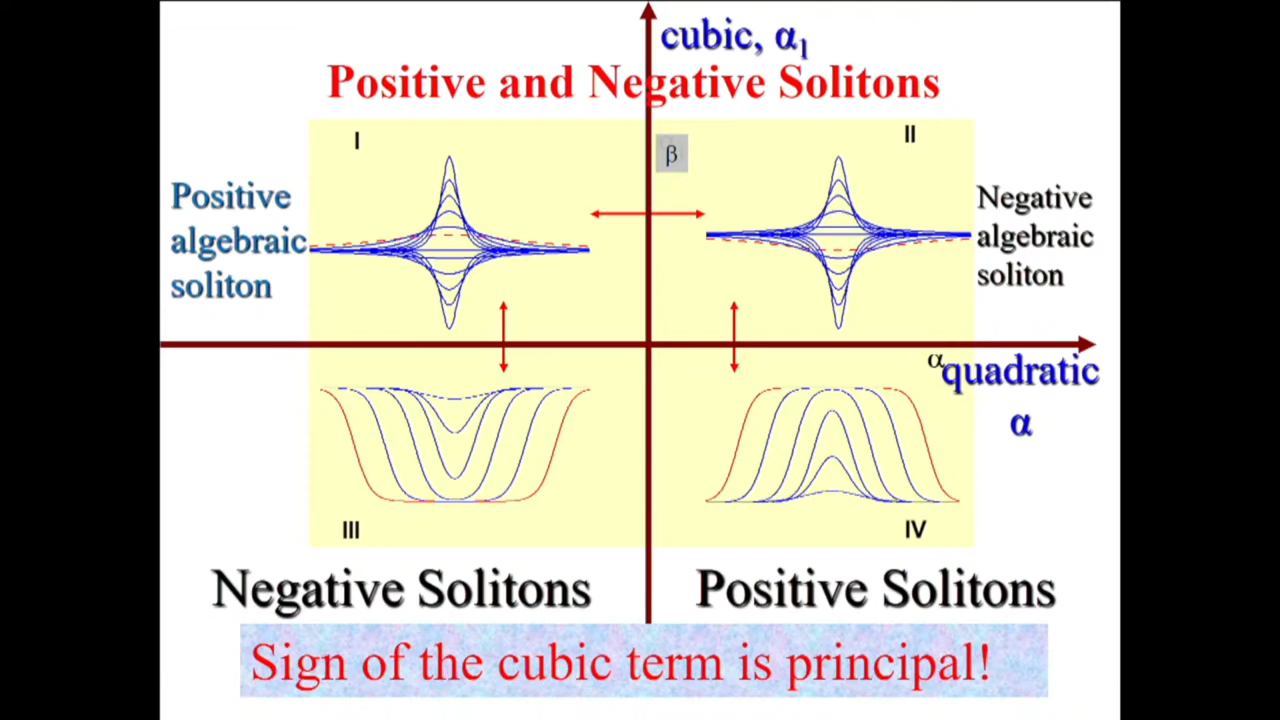 cubic, α₁
Positive and Negative Solitons
I
II
β
Positive
algebraic
soliton
Negative
algebraic
soliton
α
quadratic
α
III
IV
Negative Solitons
Positive Solitons
Sign of the cubic term is principal!